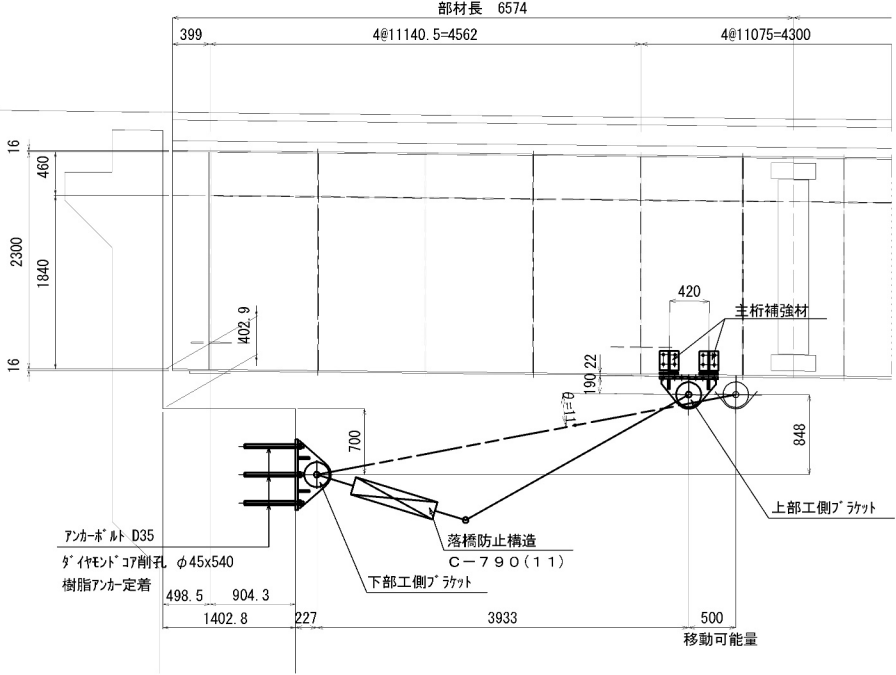 部材長 6574
399
4@11140.5=4562
4@11075=4300
16
460
2300
1840
16
402.9
420
主桁補強材
22
190
θ=11°
700
848
上部工側ブラケット
アンカーボルト D35
ダイヤモンドコア削孔 φ45x540
樹脂アンカー定着
落橋防止構造
C-790(11)
下部工側ブラケット
498.5
904.3
1402.8
227
3933
500
移動可能量